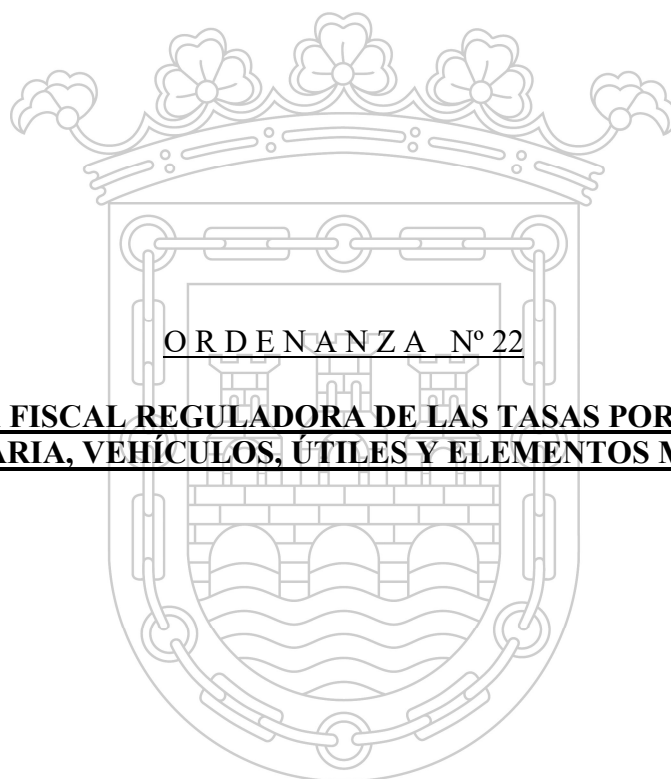 O R D E N A N Z A Nº 22
FISCAL REGULADORA DE LAS TASAS POR
ARIA, VEHÍCULOS, ÚTILES Y ELEMENTOS M